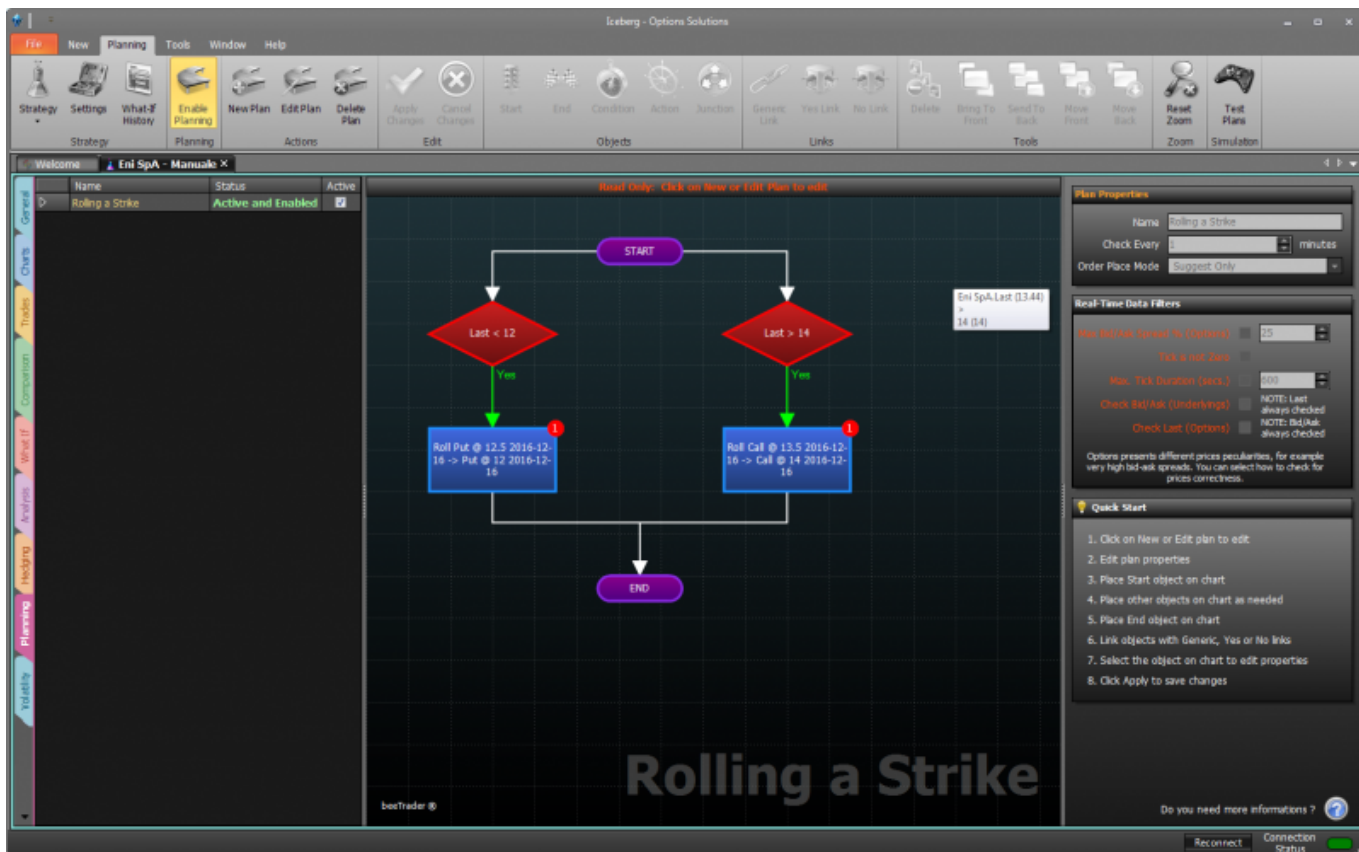 Iceberg - Options Solutions
File New Planning Tools Window Help
Strategy Settings What-If History Enable Planning New Plan Edit Plan Delete Plan Apply Changes Cancel Changes Start End Condition Action Junction Generic Link Yes Link No Link Delete Bring To Front Send To Back Move Front Move Back Reset Zoom Test Plans
Strategy Planning Actions Edit Objects Links Tools Zoom Simulation
Welcome Eni SpA - Manuale ×
General
Charts
Trades
Comparison
What If
Analysis
Hedging
Planning
Volatility
Name Status Active
Rolling a Strike Active and Enabled
Read Only: Click on New or Edit Plan to edit
START
Last < 12
Last > 14
Eni SpA.Last (13.44)
>
14 (14)
Yes
Yes
1
Roll Put @ 12.5 2016-12-
16 -> Put @ 12 2016-12-
16
1
Roll Call @ 13.5 2016-12-
16 -> Call @ 14 2016-12-
16
END
Rolling a Strike
beeTrader ®
Plan Properties
Name Rolling a Strike
Check Every 1 minutes
Order Place Mode Suggest Only
Real-Time Data Filters
Max Bid/Ask Spread % (Options) 25
Tick is not Zero
Max. Tick Duration (secs.) 600
Check Bid/Ask (Underlyings) NOTE: Last
always checked
Check Last (Options) NOTE: Bid/Ask
always checked
Options presents different prices peculiarities, for example
very high bid-ask spreads. You can select how to check for
prices correctness.
Quick Start
1. Click on New or Edit plan to edit
2. Edit plan properties
3. Place Start object on chart
4. Place other objects on chart as needed
5. Place End object on chart
6. Link objects with Generic, Yes or No links
7. Select the object on chart to edit properties
8. Click Apply to save changes
Do you need more informations ?
Reconnect Connection
Status